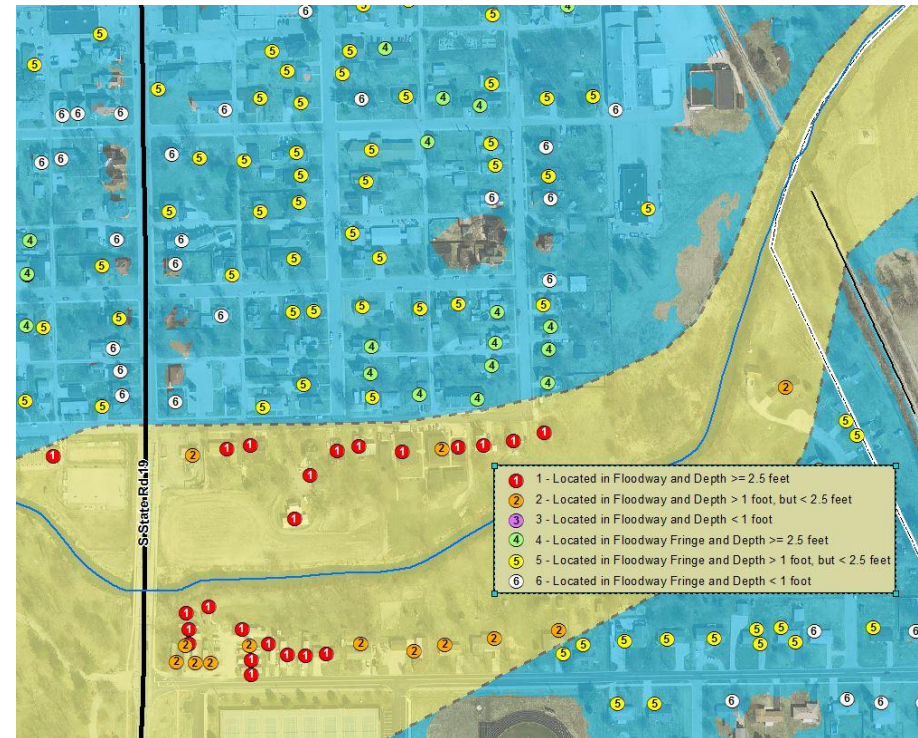 S State Rd 19
1 - Located in Floodway and Depth >= 2.5 feet
2 - Located in Floodway and Depth > 1 foot, but < 2.5 feet
3 - Located in Floodway and Depth < 1 foot
4 - Located in Floodway Fringe and Depth >= 2.5 feet
5 - Located in Floodway Fringe and Depth > 1 foot, but < 2.5 feet
6 - Located in Floodway Fringe and Depth < 1 foot